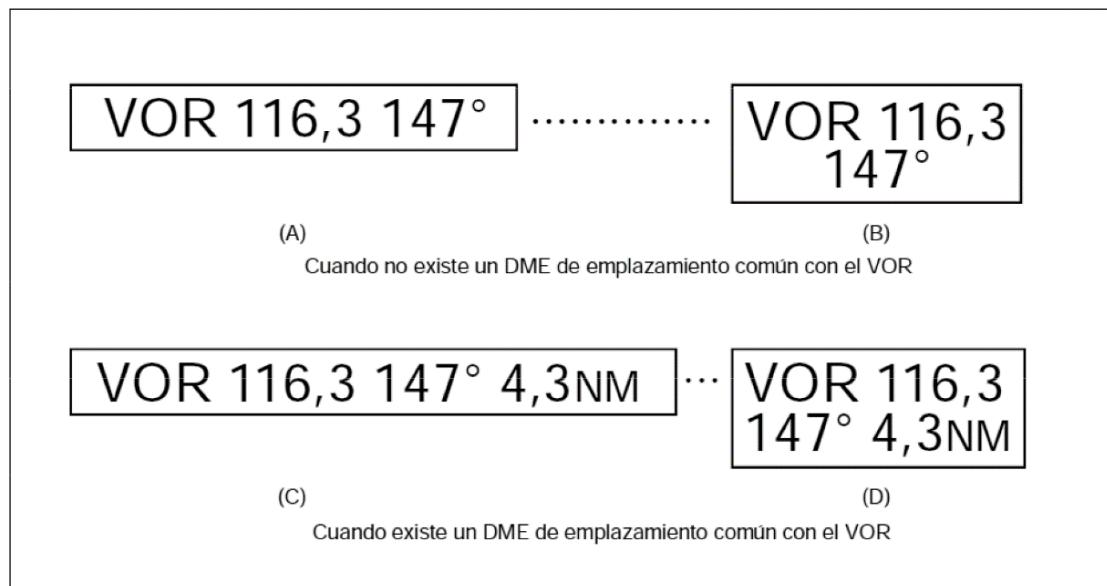 VOR 116,3 147°
VOR 116,3
147°
(A)
(B)
Cuando no existe un DME de emplazamiento común con el VOR
VOR 116,3 147° 4,3NM
VOR 116,3
147° 4,3NM
(C)
(D)
Cuando existe un DME de emplazamiento común con el VOR